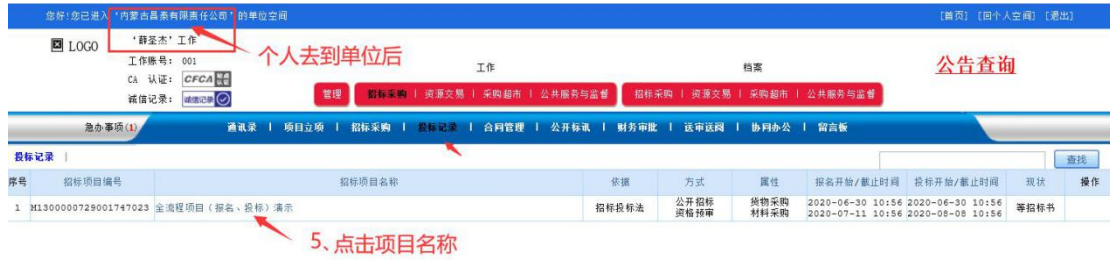 您好!您已进入'内蒙古昌泰有限责任公司'的单位空间 [首页] [回个人空间] [退出]
LOGO '薛圣杰'工作
个人去到单位后
工作账号: 001
CA 认证: CFCA
诚信记录: 诚信记录
工作 档案
公告查询
管理 招标采购 | 资源交易 | 采购超市 | 公共服务与监督 招标采购 | 资源交易 | 采购超市 | 公共服务与监督
急办事项(1) 通讯录 | 项目立项 | 招标采购 | 投标记录 | 合同管理 | 公开标讯 | 财务审批 | 送审送阅 | 协同办公 | 留言板
投标记录 | 查找
序号 招标项目编号 招标项目名称 依据 方式 属性 报名开始/截止时间 投标开始/截止时间 现状 操作
1 M1300000729001747023 全流程项目(报名、投标)演示 招标投标法 公开招标 货物采购 2020-06-30 10:56 2020-06-30 10:56 等招标书
资格预审 材料采购 2020-07-11 10:56 2020-08-08 10:56
5、点击项目名称